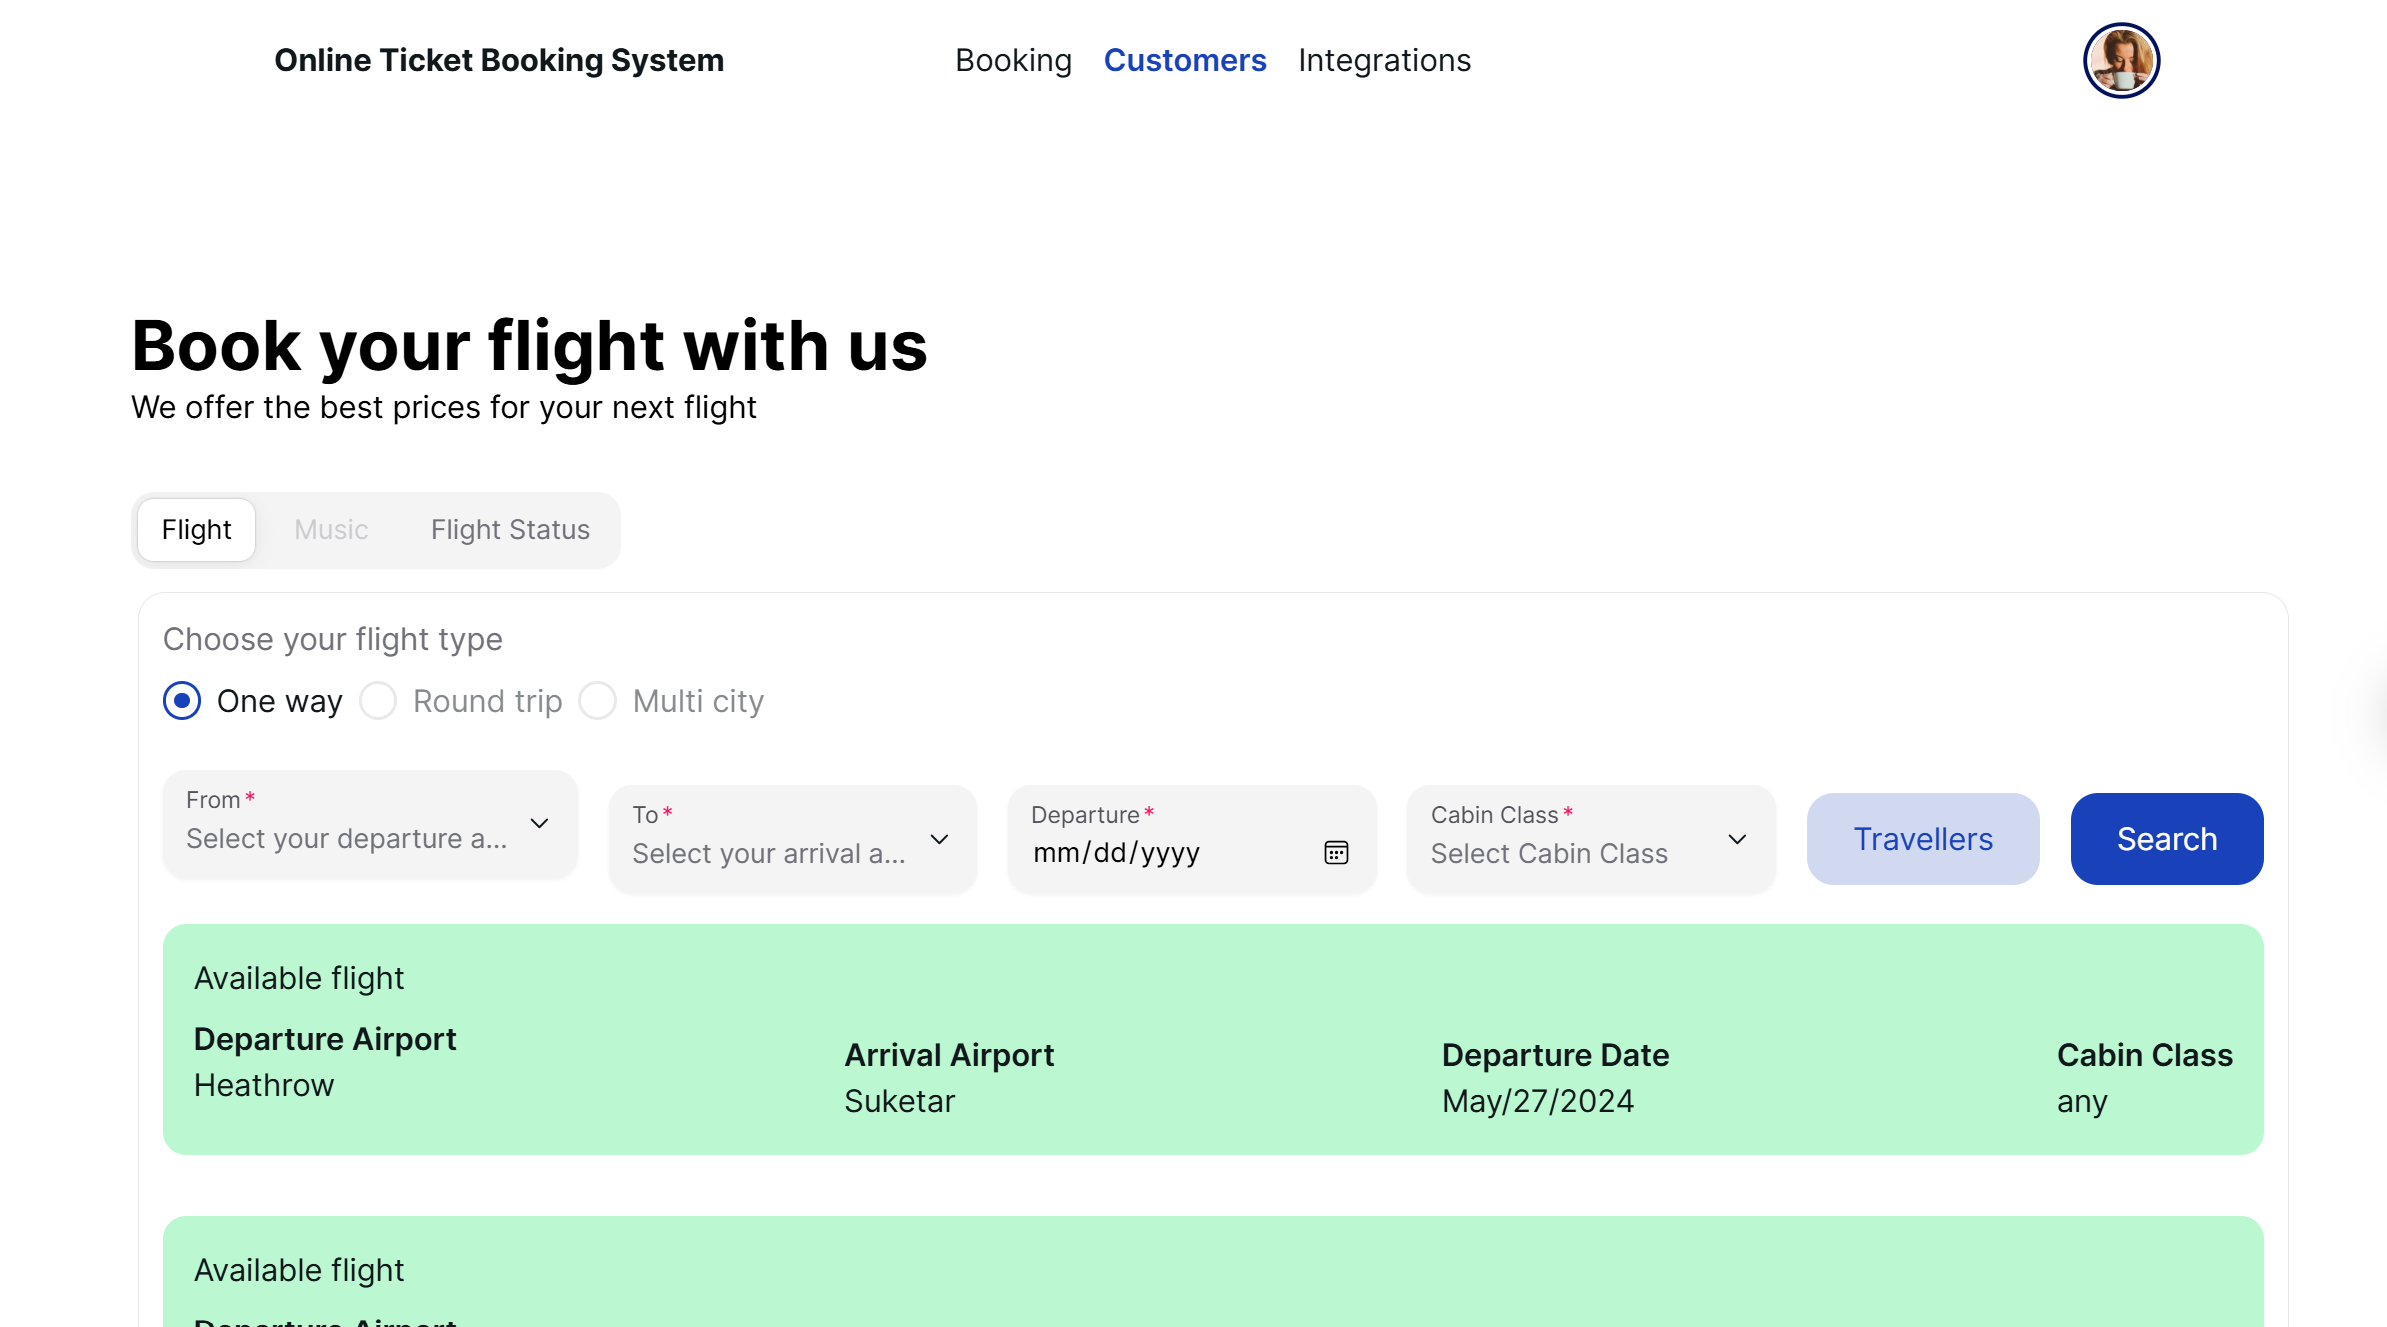 Online Ticket Booking System
Booking Customers Integrations
Book your flight with us
We offer the best prices for your next flight
Flight Music Flight Status
Choose your flight type
One way Round trip Multi city
From* To* Departure* Cabin Class*
Select your departure a... Select your arrival a... mm/dd/yyyy Select Cabin Class Travellers Search
Available flight
Departure Airport Arrival Airport Departure Date Cabin Class
Heathrow Suketar May/27/2024 any
Available flight
Departure Airport